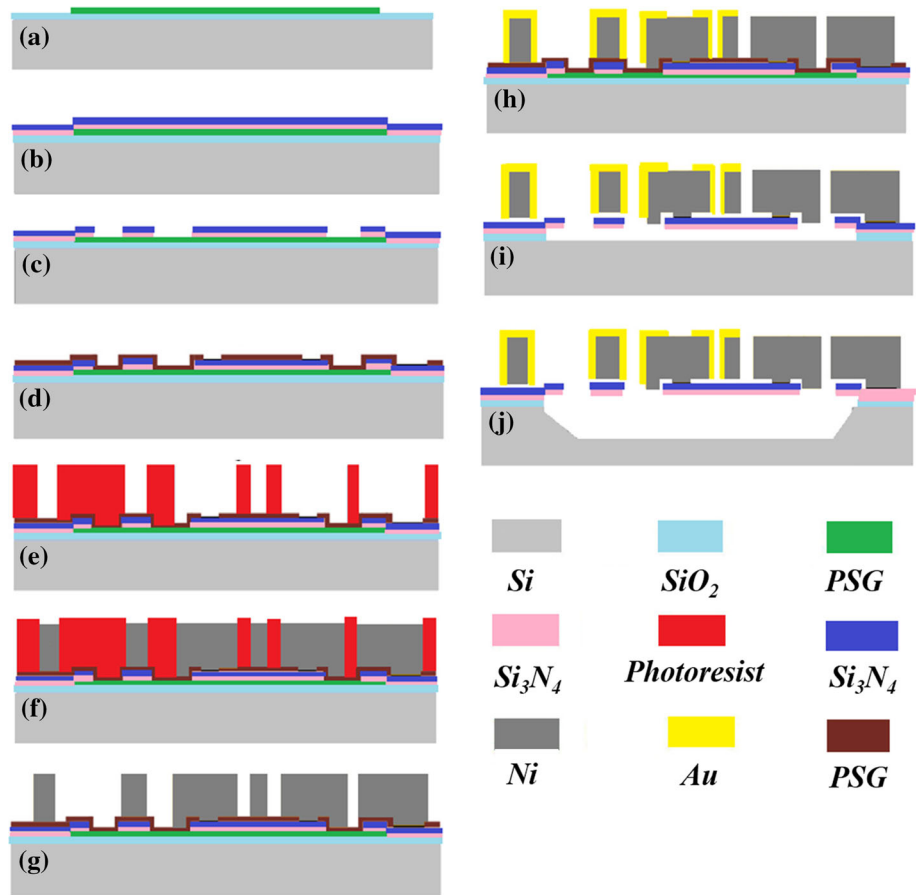 (a)
(b)
(c)
(d)
(e)
(f)
(g)
(h)
(i)
(j)
Si SiO₂ PSG
Si₃N₄ Photoresist Si₃N₄
Ni Au PSG